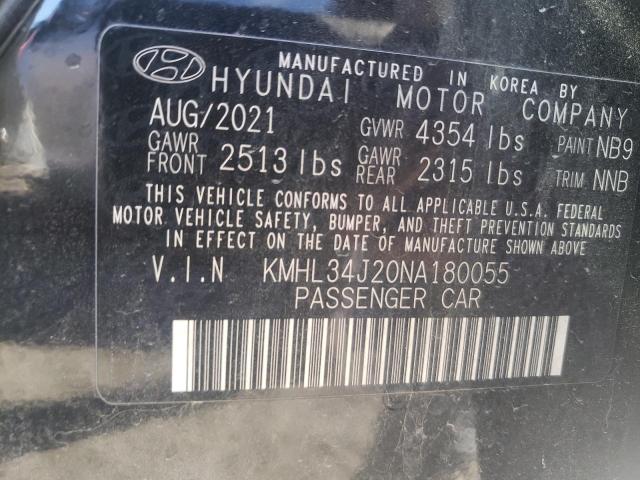 MANUFACTURED IN KOREA BY
HYUNDAI MOTOR COMPANY
AUG/2021 GVWR 4354 lbs PAINT NB9
GAWR FRONT 2513 lbs GAWR REAR 2315 lbs TRIM NNB
THIS VEHICLE CONFORMS TO ALL APPLICABLE U.S.A. FEDERAL
MOTOR VEHICLE SAFETY, BUMPER, AND THEFT PREVENTION STANDARDS
IN EFFECT ON THE DATE OF MANUFACTURE SHOWN ABOVE
V.I.N KMHL34J20NA180055
PASSENGER CAR